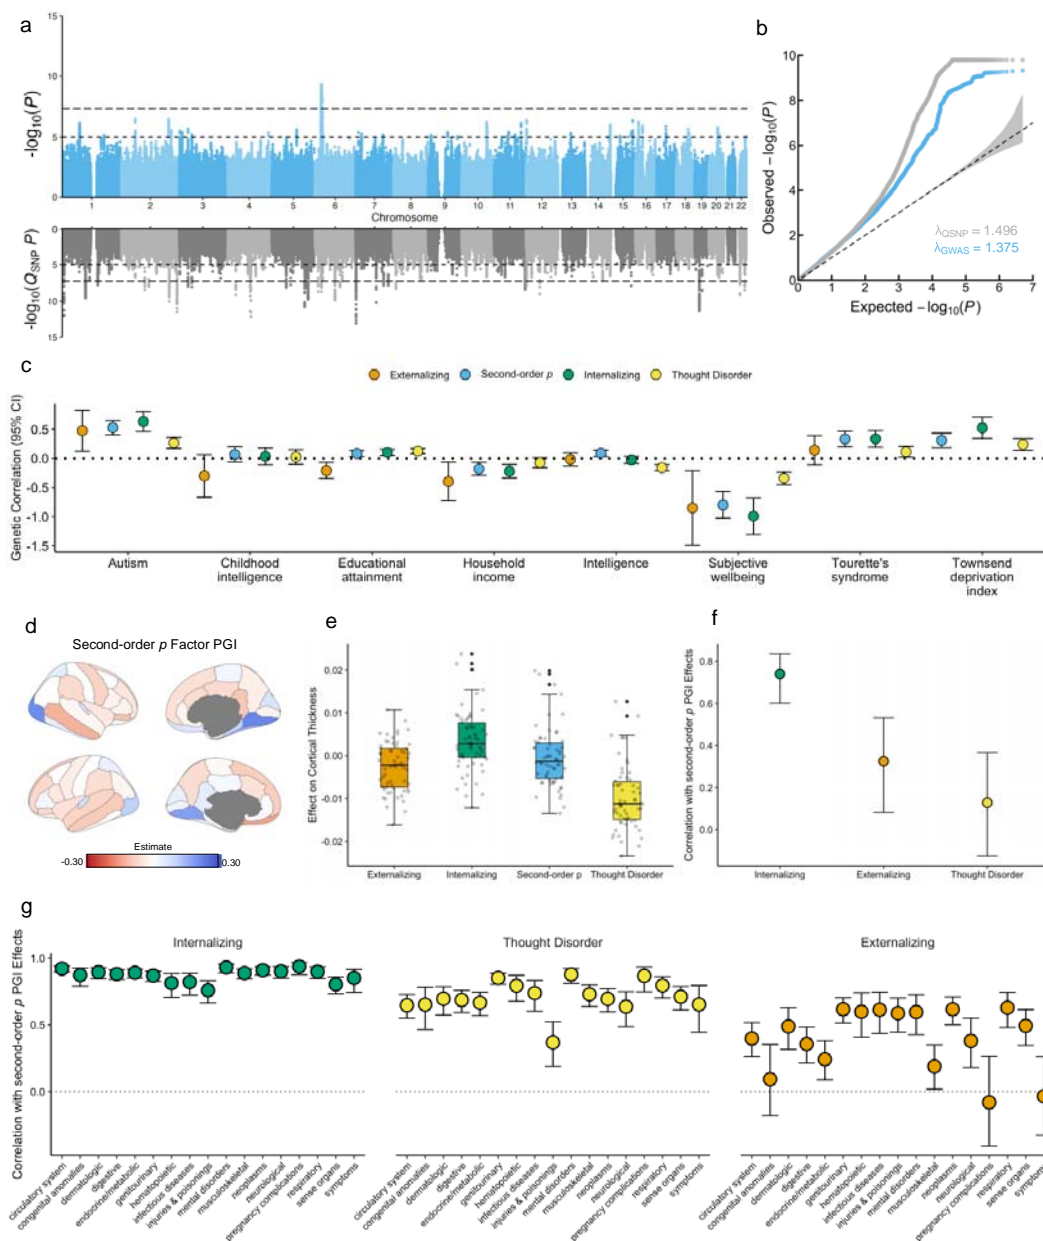 a
15
10
5
0
-log10(P)
1 2 3 4 5 6 7 8 9 10 11 12 13 14 15 16 17 18 19 20 21 22
Chromosome
0
5
10
15
-log10(QSNP P)
b
10
8
6
4
2
0
Observed −log10(P)
λQSNP = 1.496
λGWAS = 1.375
0 1 2 3 4 5 6 7
Expected −log10(P)
c
Externalizing Second-order p Internalizing Thought Disorder
Genetic Correlation (95% CI)
0.5
0.0
-0.5
-1.0
-1.5
Autism Childhood intelligence Educational attainment Household income Intelligence Subjective wellbeing Tourette's syndrome Townsend deprivation index
d
Second-order p Factor PGI
Estimate
-0.30 0.30
e
Effect on Cortical Thickness
0.02
0.01
0.00
-0.01
-0.02
Externalizing Internalizing Second-order p Thought Disorder
f
Correlation with second-order p PGI Effects
0.8
0.6
0.4
0.2
0.0
Internalizing Externalizing Thought Disorder
g
Internalizing Thought Disorder Externalizing
Correlation with second-order p PGI Effects
1.0
0.5
0.0
circulatory system
congenital anomalies
dermatologic
digestive
endocrine/metabolic
genitourinary
hematopoietic
infectious diseases
injuries & poisonings
mental disorders
musculoskeletal
neoplasms
neurological
pregnancy complications
respiratory
sense organs
symptoms
circulatory system
congenital anomalies
dermatologic
digestive
endocrine/metabolic
genitourinary
hematopoietic
infectious diseases
injuries & poisonings
mental disorders
musculoskeletal
neoplasms
neurological
pregnancy complications
respiratory
sense organs
symptoms
circulatory system
congenital anomalies
dermatologic
digestive
endocrine/metabolic
genitourinary
hematopoietic
infectious diseases
injuries & poisonings
mental disorders
musculoskeletal
neoplasms
neurological
pregnancy complications
respiratory
sense organs
symptoms